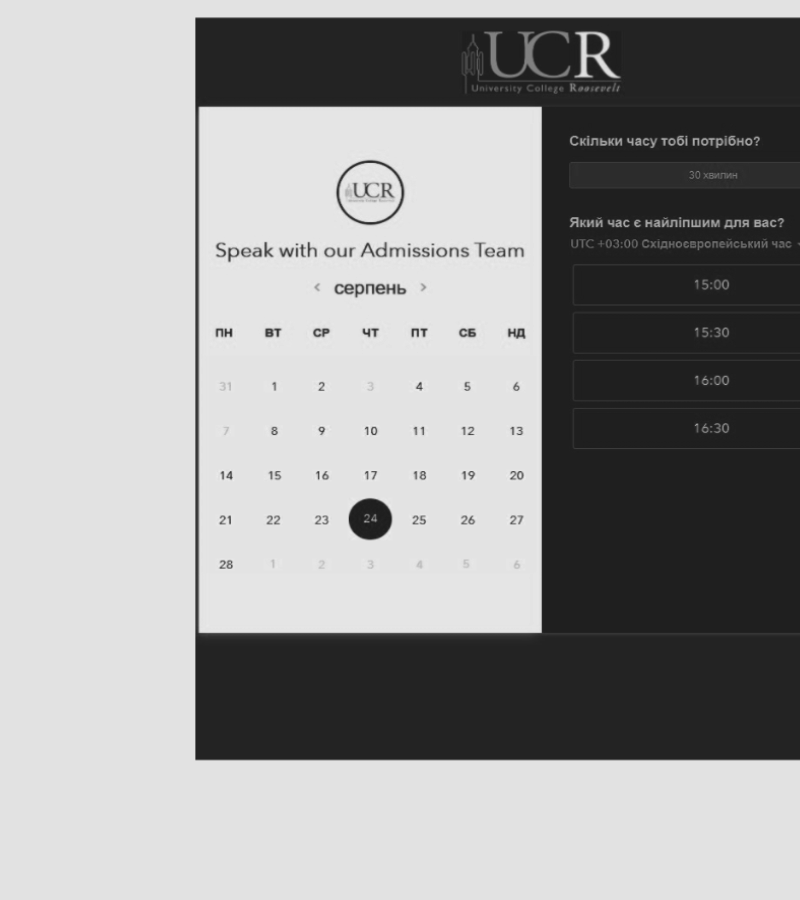 UCR
University College Roosevelt
UCR
Speak with our Admissions Team
< серпень >
ПН ВТ СР ЧТ ПТ СБ НД
31 1 2 3 4 5 6
7 8 9 10 11 12 13
14 15 16 17 18 19 20
21 22 23 24 25 26 27
28 1 2 3 4 5 6
Скільки часу тобі потрібно?
30 хвилин
Який час є найліпшим для вас?
UTC +03:00 Східноєвропейський час
15:00
15:30
16:00
16:30